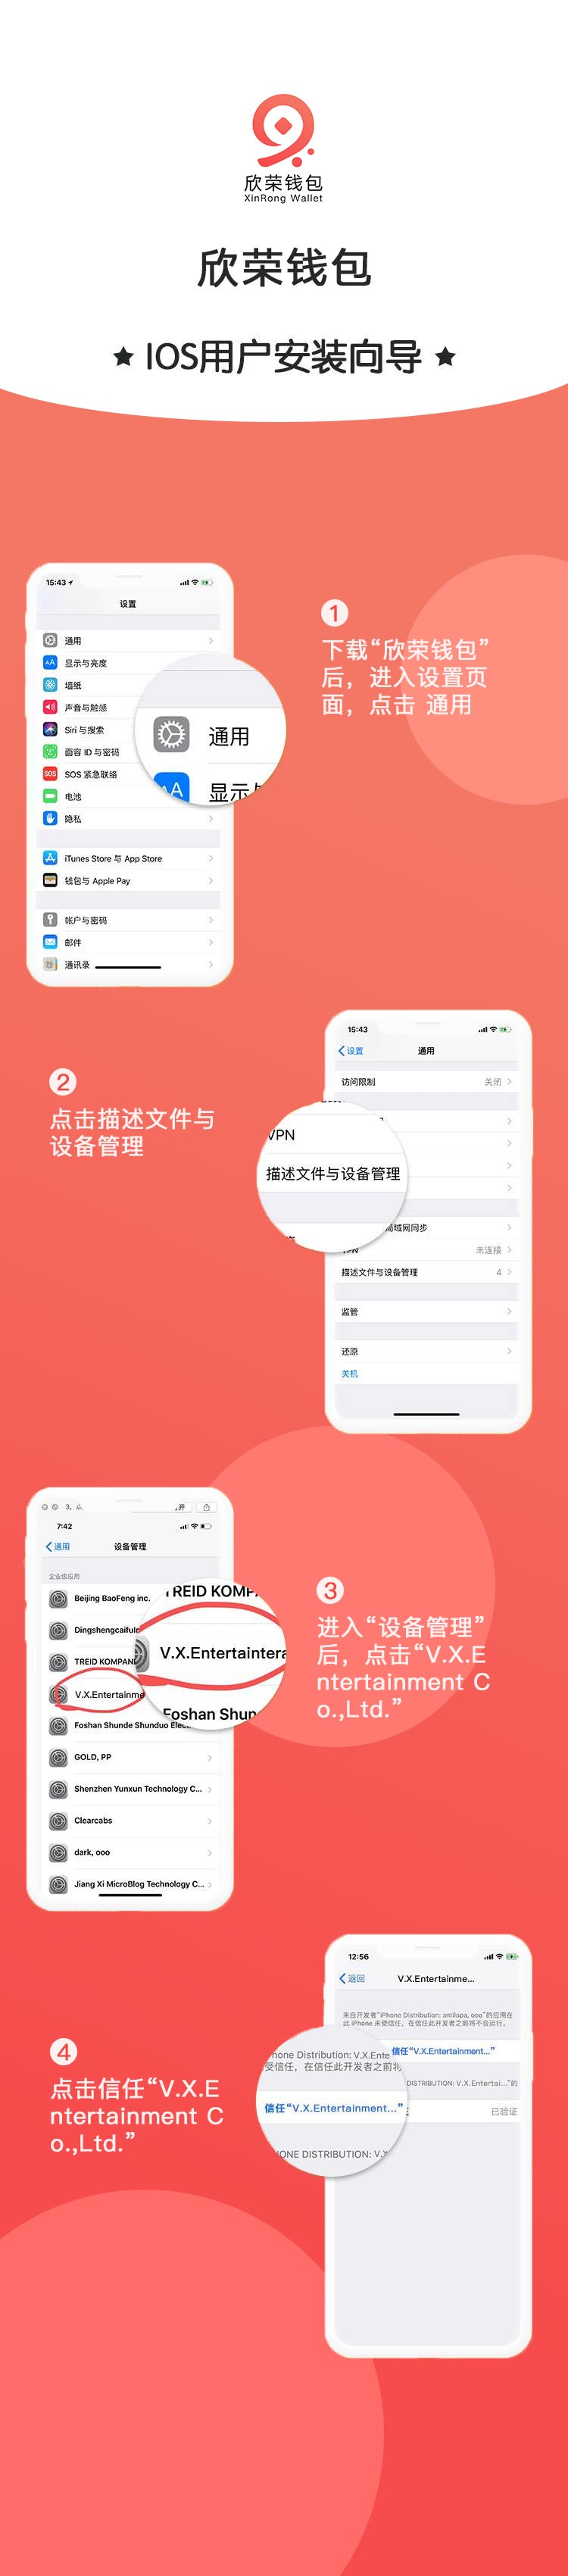 欣荣钱包
XinRong Wallet
欣荣钱包
★ IOS用户安装向导 ★
15:43
设置
通用
显示与亮度
墙纸
声音与触感
Siri 与搜索
面容 ID 与密码
SOS 紧急联络
电池
隐私
iTunes Store 与 App Store
钱包与 Apple Pay
帐户与密码
邮件
通讯录
通用
AA
显示与
1
下载“欣荣钱包”
后，进入设置页
面，点击 通用
2
点击描述文件与
设备管理
15:43
设置
通用
访问限制
关闭
局域网同步
未连接
描述文件与设备管理
4
监管
还原
关机
VPN
描述文件与设备管理
7:42
通用
设备管理
企业级应用
Beijing BaoFeng inc.
Dingshengcaifu
TREID KOMPAN
V.X.Entertainme
Foshan Shunde Shunduo Elec...
GOLD, PP
Shenzhen Yunxun Technology C...
Clearcabs
dark, ooo
Jiang Xi MicroBlog Technology C...
TREID KOMP
V.X.Entertaintera
Foshan Shun
3
进入“设备管理”
后，点击“V.X.E
ntertainment C
o.,Ltd.”
4
点击信任“V.X.E
ntertainment C
o.,Ltd.”
12:56
返回
V.X.Entertainme...
来自开发者“iPhone Distribution: antilopa, ooo”的应用在
此 iPhone 未受信任，在信任此开发者之前将不会运行。
信任“V.X.Entertainment...”
DISTRIBUTION: V.X.Entertai...”的
已验证
hone Distribution: V.X.Ente
受信任，在信任此开发者之前将
信任“V.X.Entertainment...”
HONE DISTRIBUTION: V.X